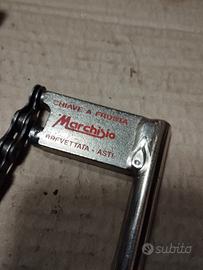 CHIAVE A FRUSTA
Marchisio
BREVETTATA - ASTI
subito